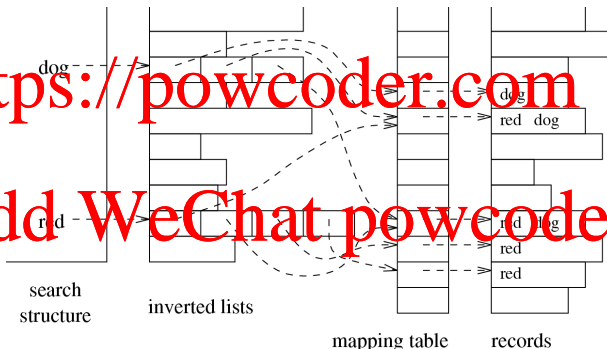 dog
tps://powcoder.com
dog
red dog
dd WeChat powcode
red
red dog
red
red
search
structure
inverted lists
mapping table
records